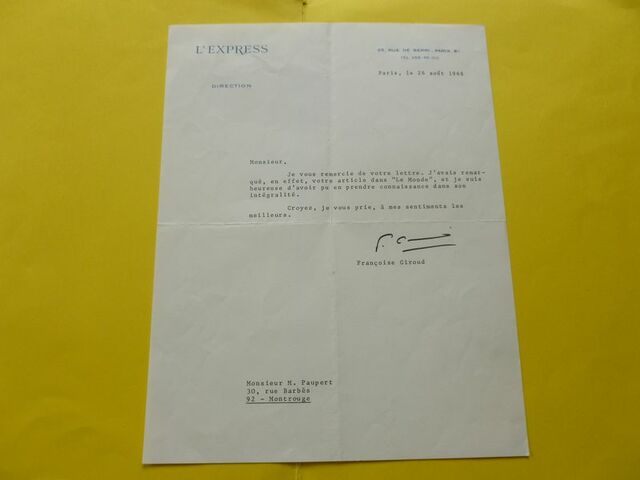 L'EXPRESS
25, RUE DE BERRI, PARIS. 8e
TÉL.
Paris, le 26 août 1966
DIRECTION
Monsieur,
Je vous remercie de votre lettre. J'avais remar-
qué, en effet, votre article dans "Le Monde", et je suis
heureuse d'avoir pu en prendre connaissance dans son
intégralité.
Croyez, je vous prie, à mes sentiments les
meilleurs.
Françoise Giroud
Monsieur M. Paupert
30, rue Barbès
92 - Montrouge